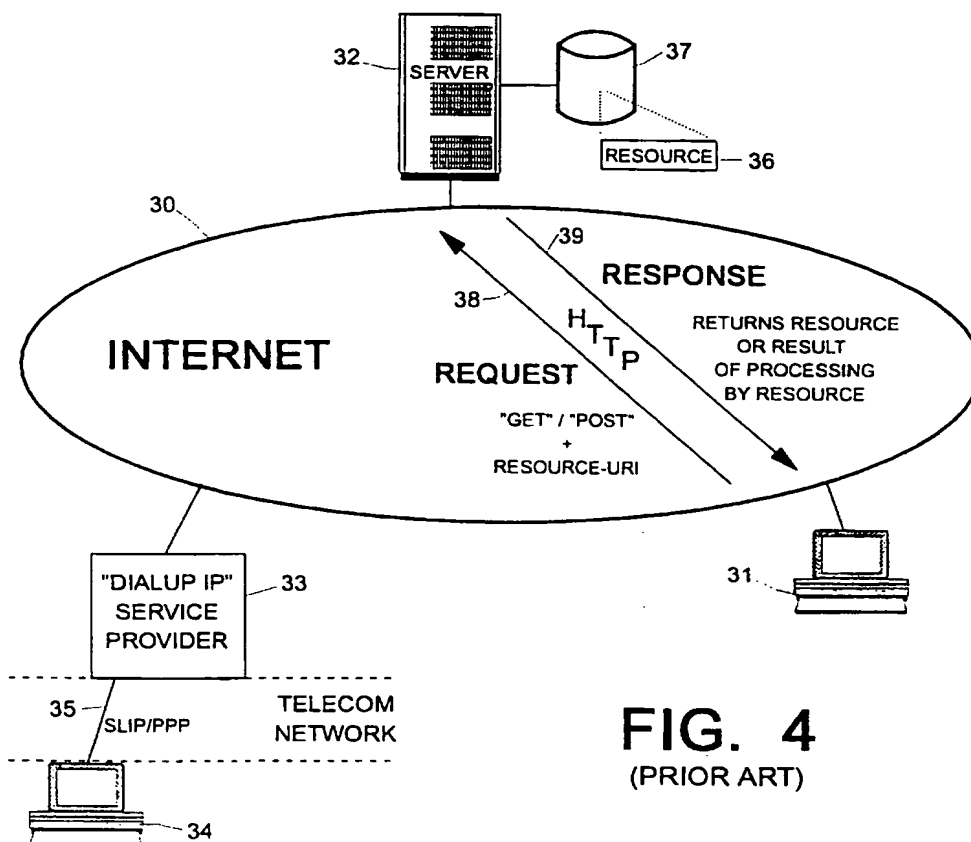 32
SERVER
37
RESOURCE
36
30
39
RESPONSE
38
HTTP
RETURNS RESOURCE
OR RESULT
OF PROCESSING
BY RESOURCE
INTERNET
REQUEST
"GET" / "POST"
+
RESOURCE-URI
"DIALUP IP"
SERVICE
PROVIDER
33
31
35
SLIP/PPP
TELECOM
NETWORK
34
FIG. 4
(PRIOR ART)